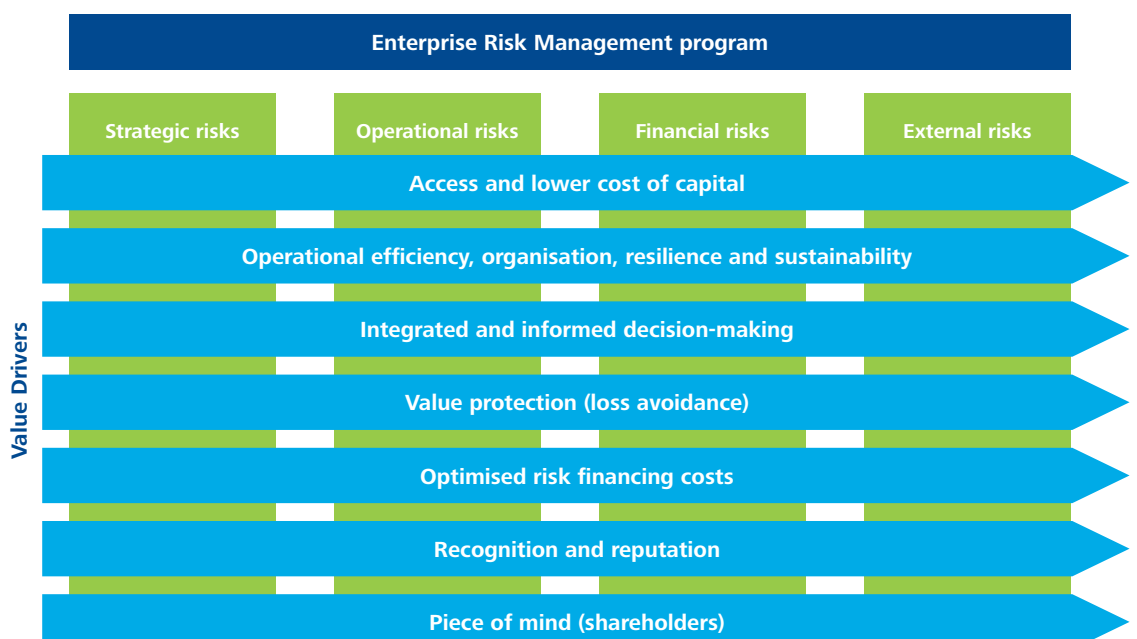 Enterprise Risk Management program
Strategic risks
Operational risks
Financial risks
External risks
Value Drivers
Access and lower cost of capital
Operational efficiency, organisation, resilience and sustainability
Integrated and informed decision-making
Value protection (loss avoidance)
Optimised risk financing costs
Recognition and reputation
Piece of mind (shareholders)